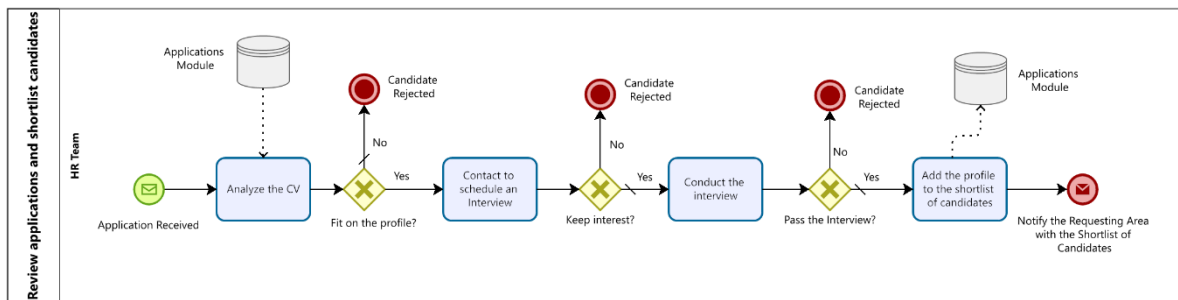 Review applications and shortlist candidates
HR Team
Applications
Module
Application Received
Analyze the CV
Candidate
Rejected
No
Yes
Fit on the profile?
Contact to
schedule an
Interview
Candidate
Rejected
No
Yes
Keep interest?
Conduct the
interview
Candidate
Rejected
No
Yes
Pass the Interview?
Add the profile
to the shortlist
of candidates
Applications
Module
Notify the Requesting Area
with the Shortlist of
Candidates